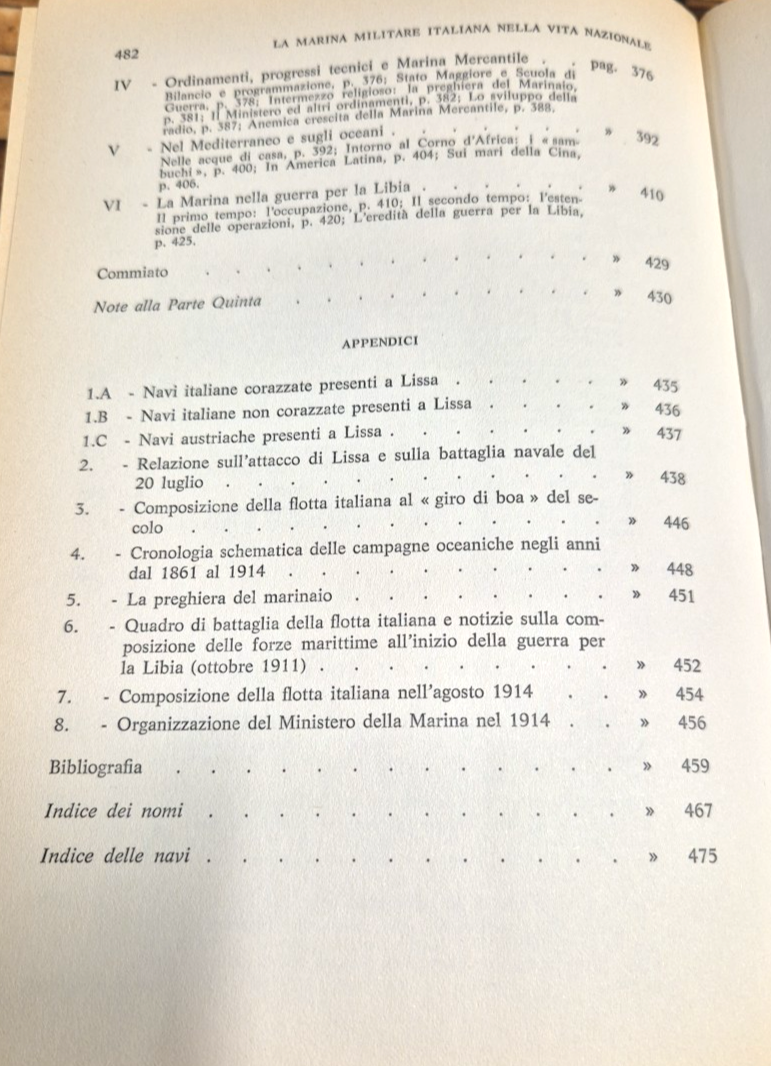 482
LA MARINA MILITARE ITALIANA NELLA VITA NAZIONALE
IV - Ordinamenti, progressi tecnici e Marina Mercantile . . pag. 376
Bilancio e programmazione, p. 376; Stato Maggiore e Scuola di
Guerra, p. 378; Intermezzo religioso: la preghiera del Marinaio,
p. 381; Il Ministero ed altri ordinamenti, p. 382; Lo sviluppo della
radio, p. 387; Anemica crescita della Marina Mercantile, p. 388.
V - Nel Mediterraneo e sugli oceani . . . . . . . » 392
Nelle acque di casa, p. 392; Intorno al Corno d'Africa: i « sam-
buchi », p. 400; In America Latina, p. 404; Sui mari della Cina,
p. 406.
VI - La Marina nella guerra per la Libia . . . . . . » 410
Il primo tempo: l'occupazione, p. 410; Il secondo tempo: l'esten-
sione delle operazioni, p. 420; L'eredità della guerra per la Libia,
p. 425.
Commiato . . . . . . . . . . . » 429
Note alla Parte Quinta . . . . . . . . . » 430
APPENDICI
1.A - Navi italiane corazzate presenti a Lissa . . . . . » 435
1.B - Navi italiane non corazzate presenti a Lissa . . . . » 436
1.C - Navi austriache presenti a Lissa . . . . . . . » 437
2. - Relazione sull'attacco di Lissa e sulla battaglia navale del
20 luglio . . . . . . . . . . . . » 438
3. - Composizione della flotta italiana al « giro di boa » del se-
colo . . . . . . . . . . . . . » 446
4. - Cronologia schematica delle campagne oceaniche negli anni
dal 1861 al 1914 . . . . . . . . . . » 448
5. - La preghiera del marinaio . . . . . . . . » 451
6. - Quadro di battaglia della flotta italiana e notizie sulla com-
posizione delle forze marittime all'inizio della guerra per
la Libia (ottobre 1911) . . . . . . . . . » 452
7. - Composizione della flotta italiana nell'agosto 1914 . . » 454
8. - Organizzazione del Ministero della Marina nel 1914 . . » 456
Bibliografia . . . . . . . . . . . . . » 459
Indice dei nomi . . . . . . . . . . . . » 467
Indice delle navi . . . . . . . . . . . . » 475